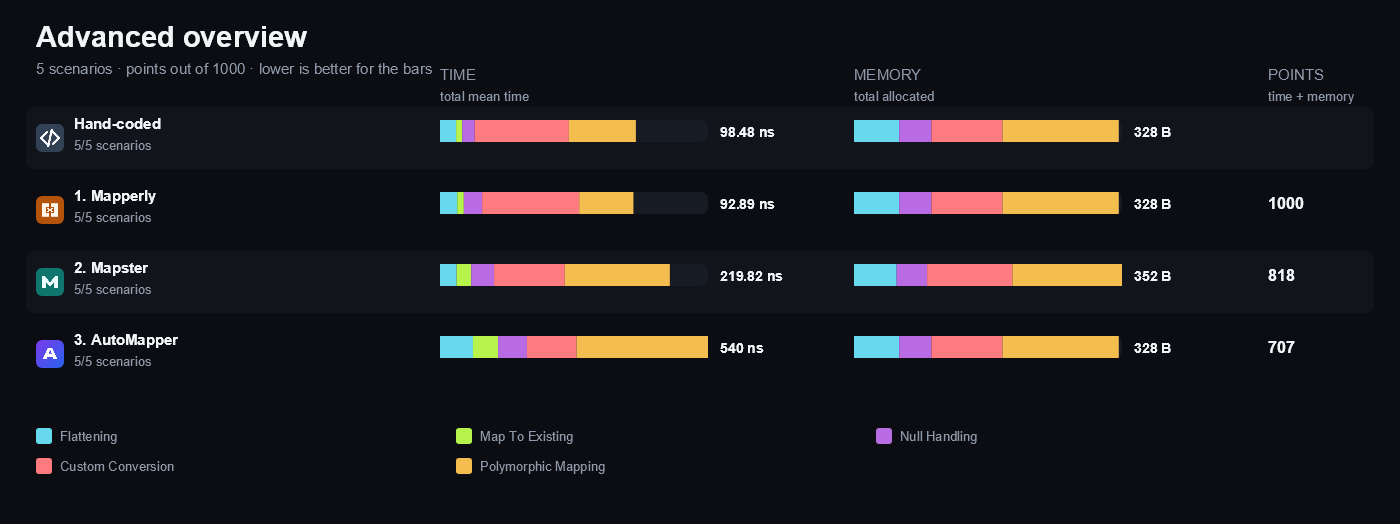 Advanced overview
5 scenarios · points out of 1000 · lower is better for the bars
TIME
total mean time
MEMORY
total allocated
POINTS
time + memory
Hand-coded
5/5 scenarios
98.48 ns
328 B
1. Mapperly
5/5 scenarios
92.89 ns
328 B
1000
2. Mapster
5/5 scenarios
219.82 ns
352 B
818
3. AutoMapper
5/5 scenarios
540 ns
328 B
707
Flattening
Map To Existing
Null Handling
Custom Conversion
Polymorphic Mapping